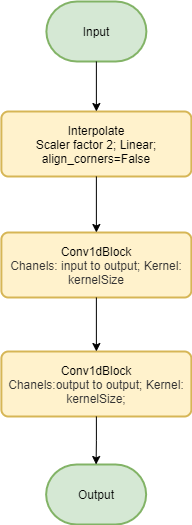 Input
Interpolate
Scaler factor 2; Linear;
align_corners=False
Conv1dBlock
Chanels: input to output; Kernel:
kernelSize
Conv1dBlock
Chanels:output to output; Kernel:
kernelSize;
Output